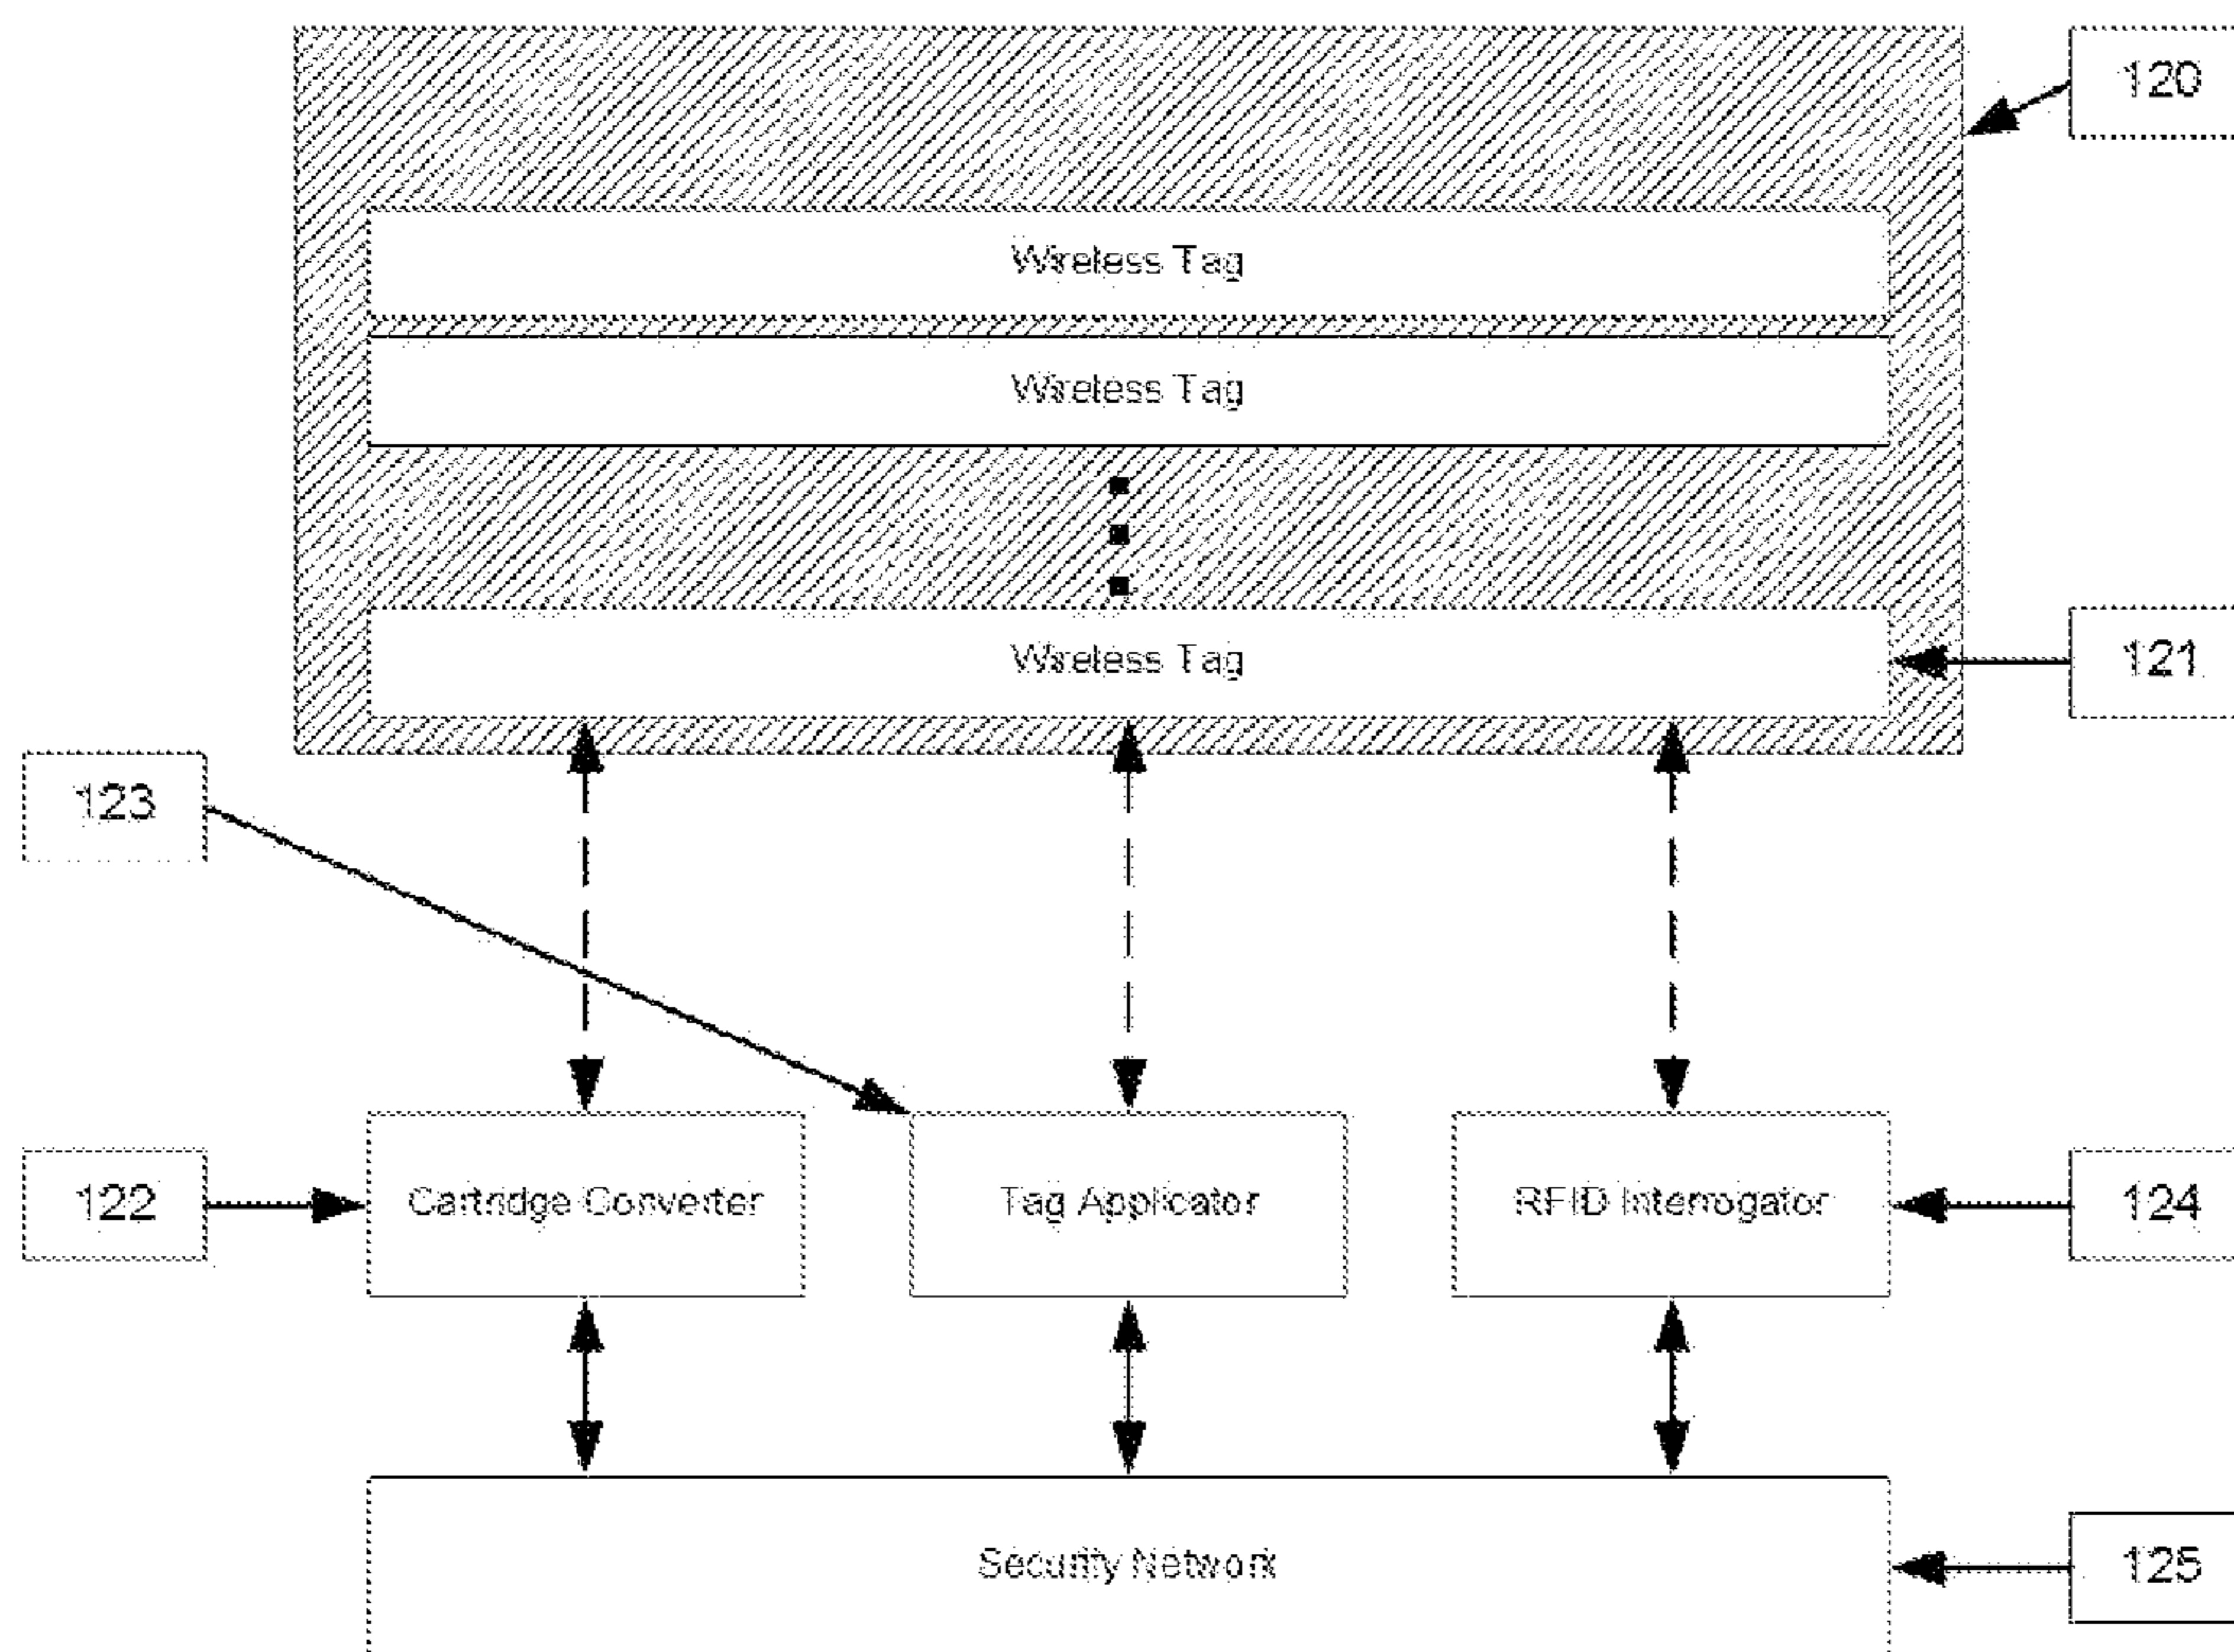 120
Wireless Tag
Wireless Tag
Wireless Tag
121
123
122
Cartridge Converter
Tag Applicator
RFID Interrogator
124
Security Network
125